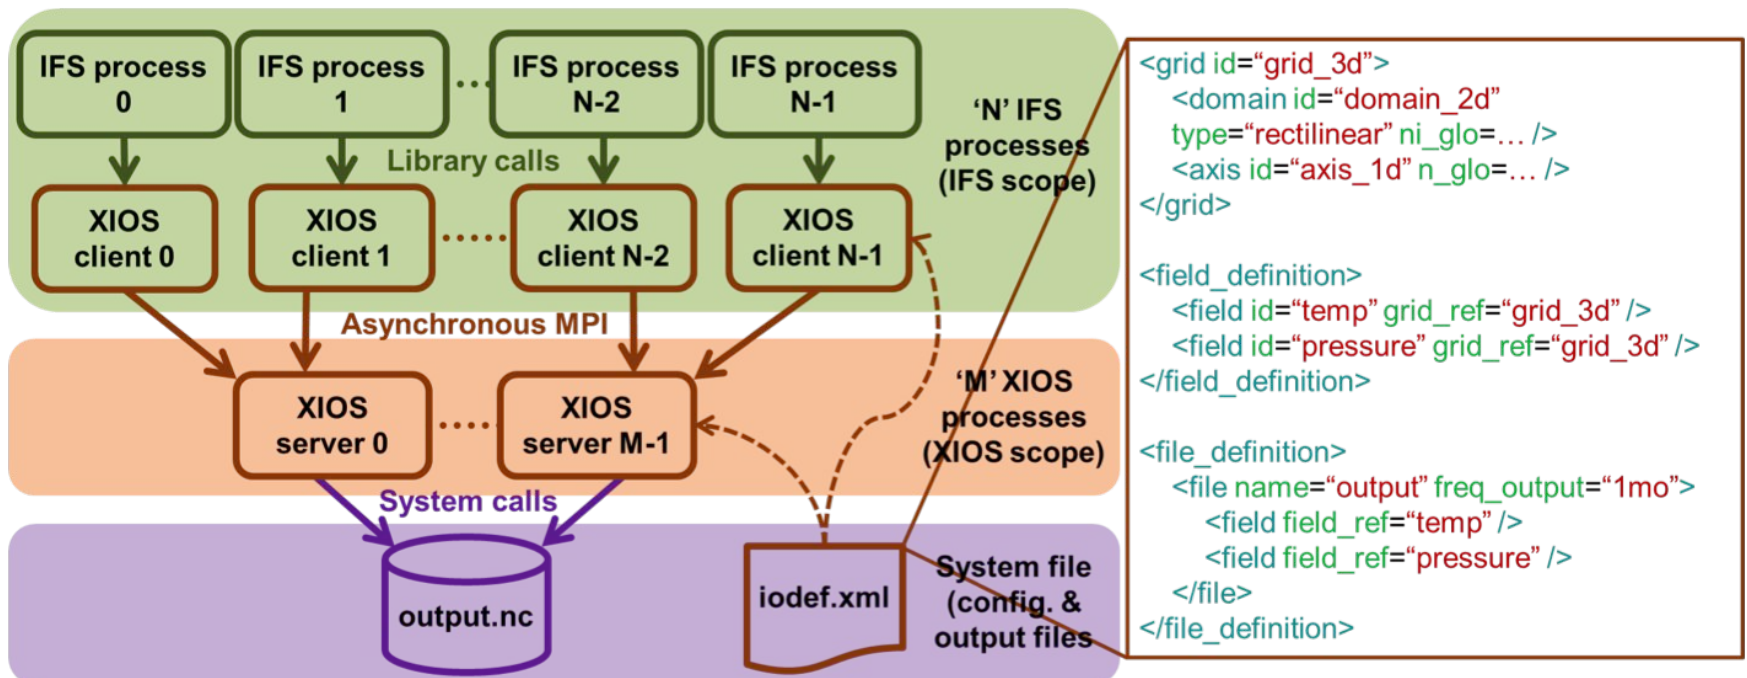 IFS process
0
IFS process
1
IFS process
N-2
IFS process
N-1
‘N’ IFS
processes
(IFS scope)
Library calls
XIOS
client 0
XIOS
client 1
XIOS
client N-2
XIOS
client N-1
Asynchronous MPI
XIOS
server 0
XIOS
server M-1
‘M’ XIOS
processes
(XIOS scope)
System calls
output.nc
iodef.xml
System file
(config. &
output files
<grid id=“grid_3d”>
<domain id=“domain_2d”
type=“rectilinear” ni_glo=… />
<axis id=“axis_1d” n_glo=… />
</grid>
<field_definition>
<field id=“temp” grid_ref=“grid_3d” />
<field id=“pressure” grid_ref=“grid_3d” />
</field_definition>
<file_definition>
<file name=“output” freq_output=“1mo”>
<field field_ref=“temp” />
<field field_ref=“pressure” />
</file>
</file_definition>